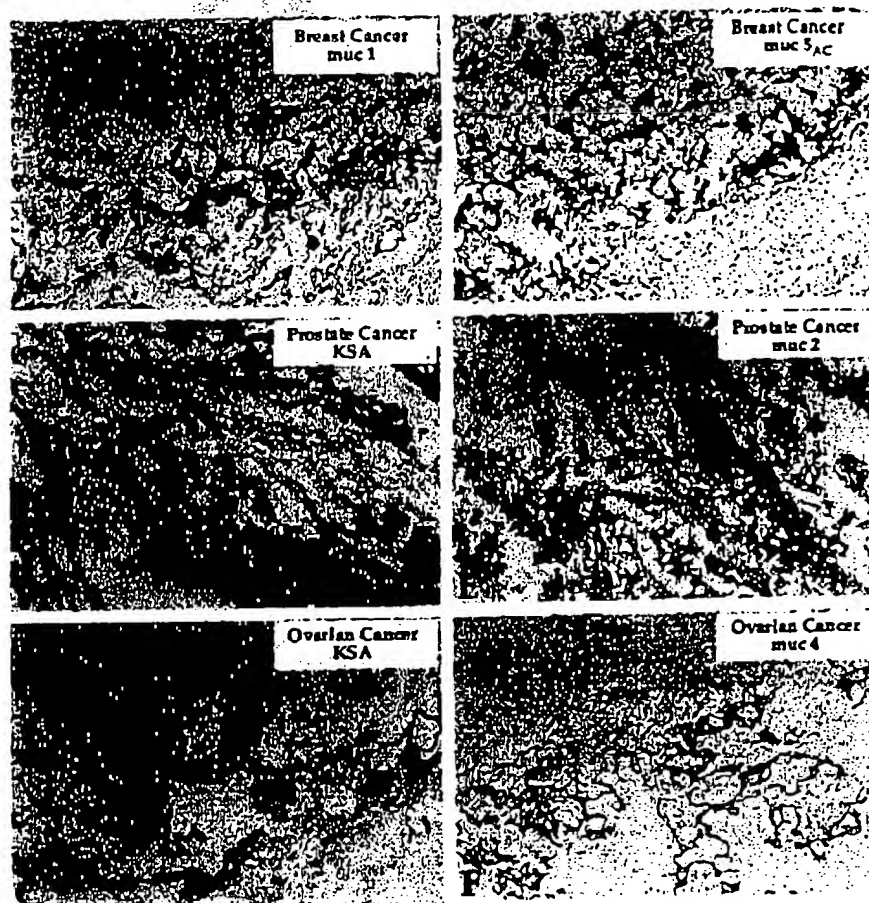 Breast Cancer
muc 1
Breast Cancer
muc 5AC
Prostate Cancer
KSA
Prostate Cancer
muc 2
Ovarian Cancer
KSA
Ovarian Cancer
muc 4
F